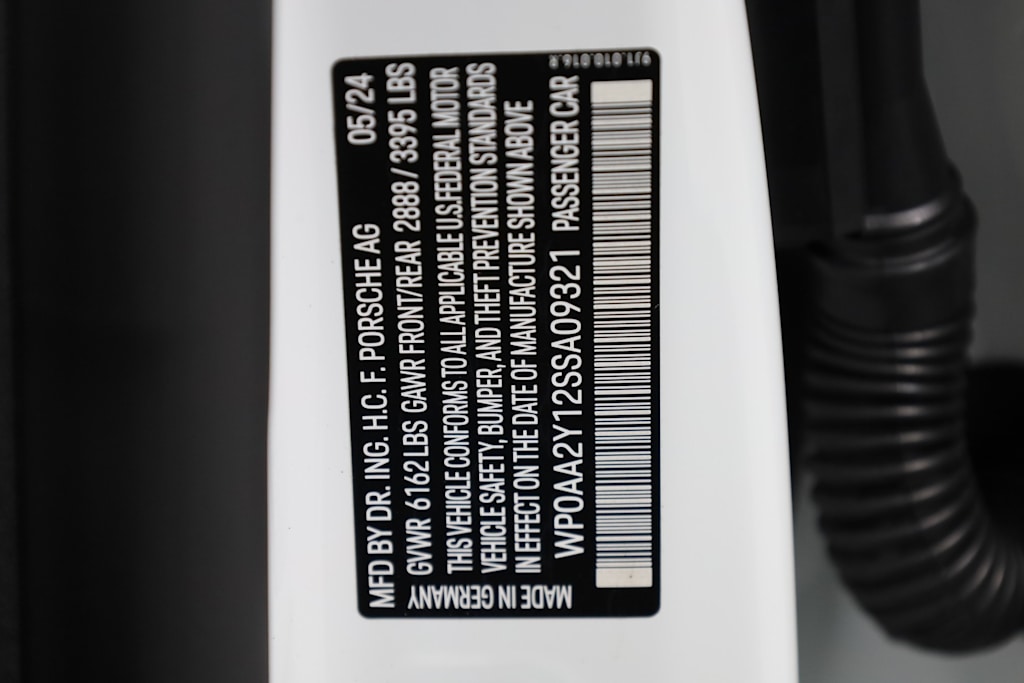 MFD BY DR. ING. H.C. F. PORSCHE AG 05/24
GVWR 6162 LBS GAWR FRONT/REAR 2888 / 3395 LBS
THIS VEHICLE CONFORMS TO ALL APPLICABLE U.S. FEDERAL MOTOR
VEHICLE SAFETY, BUMPER, AND THEFT PREVENTION STANDARDS
IN EFFECT ON THE DATE OF MANUFACTURE SHOWN ABOVE
WP0AA2Y12SSA09321 PASSENGER CAR
MADE IN GERMANY
9J1.010.016.R